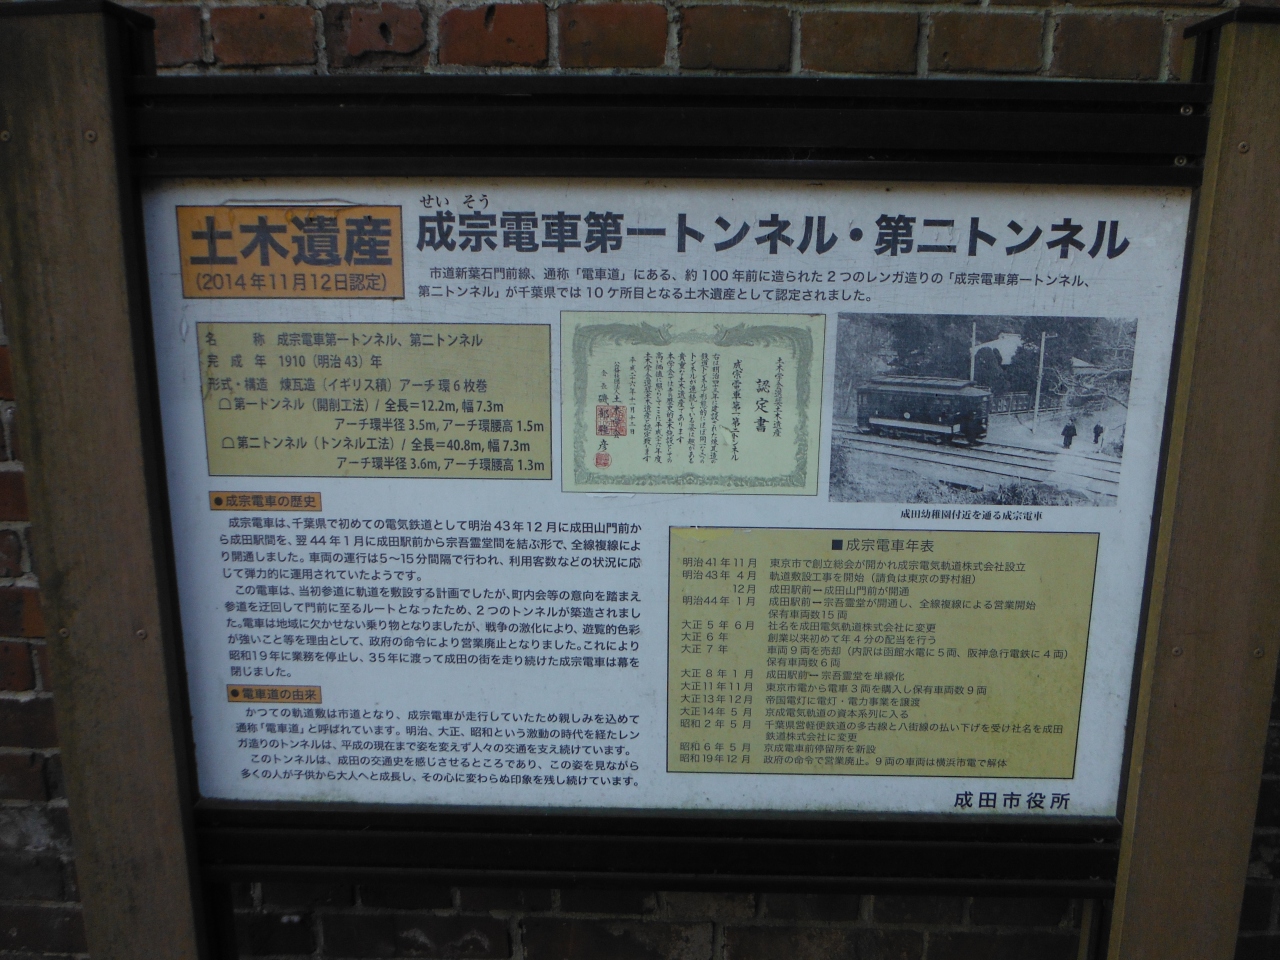 せい そう
土木遺産
(2014年11月12日認定)
成宗電車第一トンネル・第二トンネル
市道新葉石門前線、通称「電車道」にある、約100年前に造られた2つのレンガ造りの「成宗電車第一トンネル、
第二トンネル」が千葉県では10ケ所目となる土木遺産として認定されました。
名 称 成宗電車第一トンネル、第二トンネル
完 成 年 1910(明治43)年
形式・構造 煉瓦造(イギリス積)アーチ環6枚巻
第一トンネル(開削工法)/全長=12.2m, 幅7.3m
アーチ環半径3.5m, アーチ環腰高1.5m
第二トンネル(トンネル工法)/全長=40.8m, 幅7.3m
アーチ環半径3.6m, アーチ環腰高1.3m
土木学会選奨土木遺産
認定書
成宗電車第一、第二トンネル
平成二十六年十一月十二日
成田幼稚園付近を通る成宗電車
●成宗電車の歴史
成宗電車は、千葉県で初めての電気鉄道として明治43年12月に成田山門前か
ら成田駅間を、翌44年1月に成田駅前から宗吾霊堂間を結ぶ形で、全線複線によ
り開通しました。車両の運行は5～15分間隔で行われ、利用客数などの状況に応
じて弾力的に運用されていたようです。
この電車は、当初参道に軌道を敷設する計画でしたが、町内会等の意向を踏まえ
参道を迂回して門前に至るルートとなったため、2つのトンネルが築造されまし
た。電車は地域に欠かせない乗り物となりましたが、戦争の激化により、遊覧的色彩
が強いこと等を理由として、政府の命令により営業廃止となりました。これにより
昭和19年に業務を停止し、35年に渡って成田の街を走り続けた成宗電車は幕を
閉じました。
●電車道の由来
かつての軌道敷は市道となり、成宗電車が走行していたため親しみを込めて
通称「電車道」と呼ばれています。明治、大正、昭和という激動の時代を経たレン
ガ造りのトンネルは、平成の現在まで姿を変えず人々の交通を支え続けています。
このトンネルは、成田の交通史を感じさせるところであり、この姿を見ながら
多くの人が子供から大人へと成長し、その心に変わらぬ印象を残し続けています。
■成宗電車年表
明治41年11月 東京市で創立総会が開かれ成宗電気軌道株式会社設立
明治43年 4月 軌道敷設工事を開始(請負は東京の野村組)
12月 成田駅前ー成田山門前が開通
明治44年 1月 成田駅前ー宗吾霊堂が開通し、全線複線による営業開始
保有車両数15両
大正5年 6月 社名を成田電気軌道株式会社に変更
大正6年 創業以来初めて年4分の配当を行う
大正7年 車両9両を売却(内訳は函館水電に5両、阪神急行電鉄に4両)
保有車両数6両
大正8年 1月 成田駅前ー宗吾霊堂を単線化
大正11年11月 東京市電から電車3両を購入し保有車両数9両
大正13年12月 帝国電灯に電灯・電力事業を譲渡
大正14年 5月 京成電気軌道の資本系列に入る
昭和2年 5月 千葉県営軽便鉄道の多古線と八街線の払い下げを受け社名を成田
鉄道株式会社に変更
昭和6年 5月 京成電車前停留所を新設
昭和19年12月 政府の命令で営業廃止。9両の車両は横浜市電で解体
成田市役所